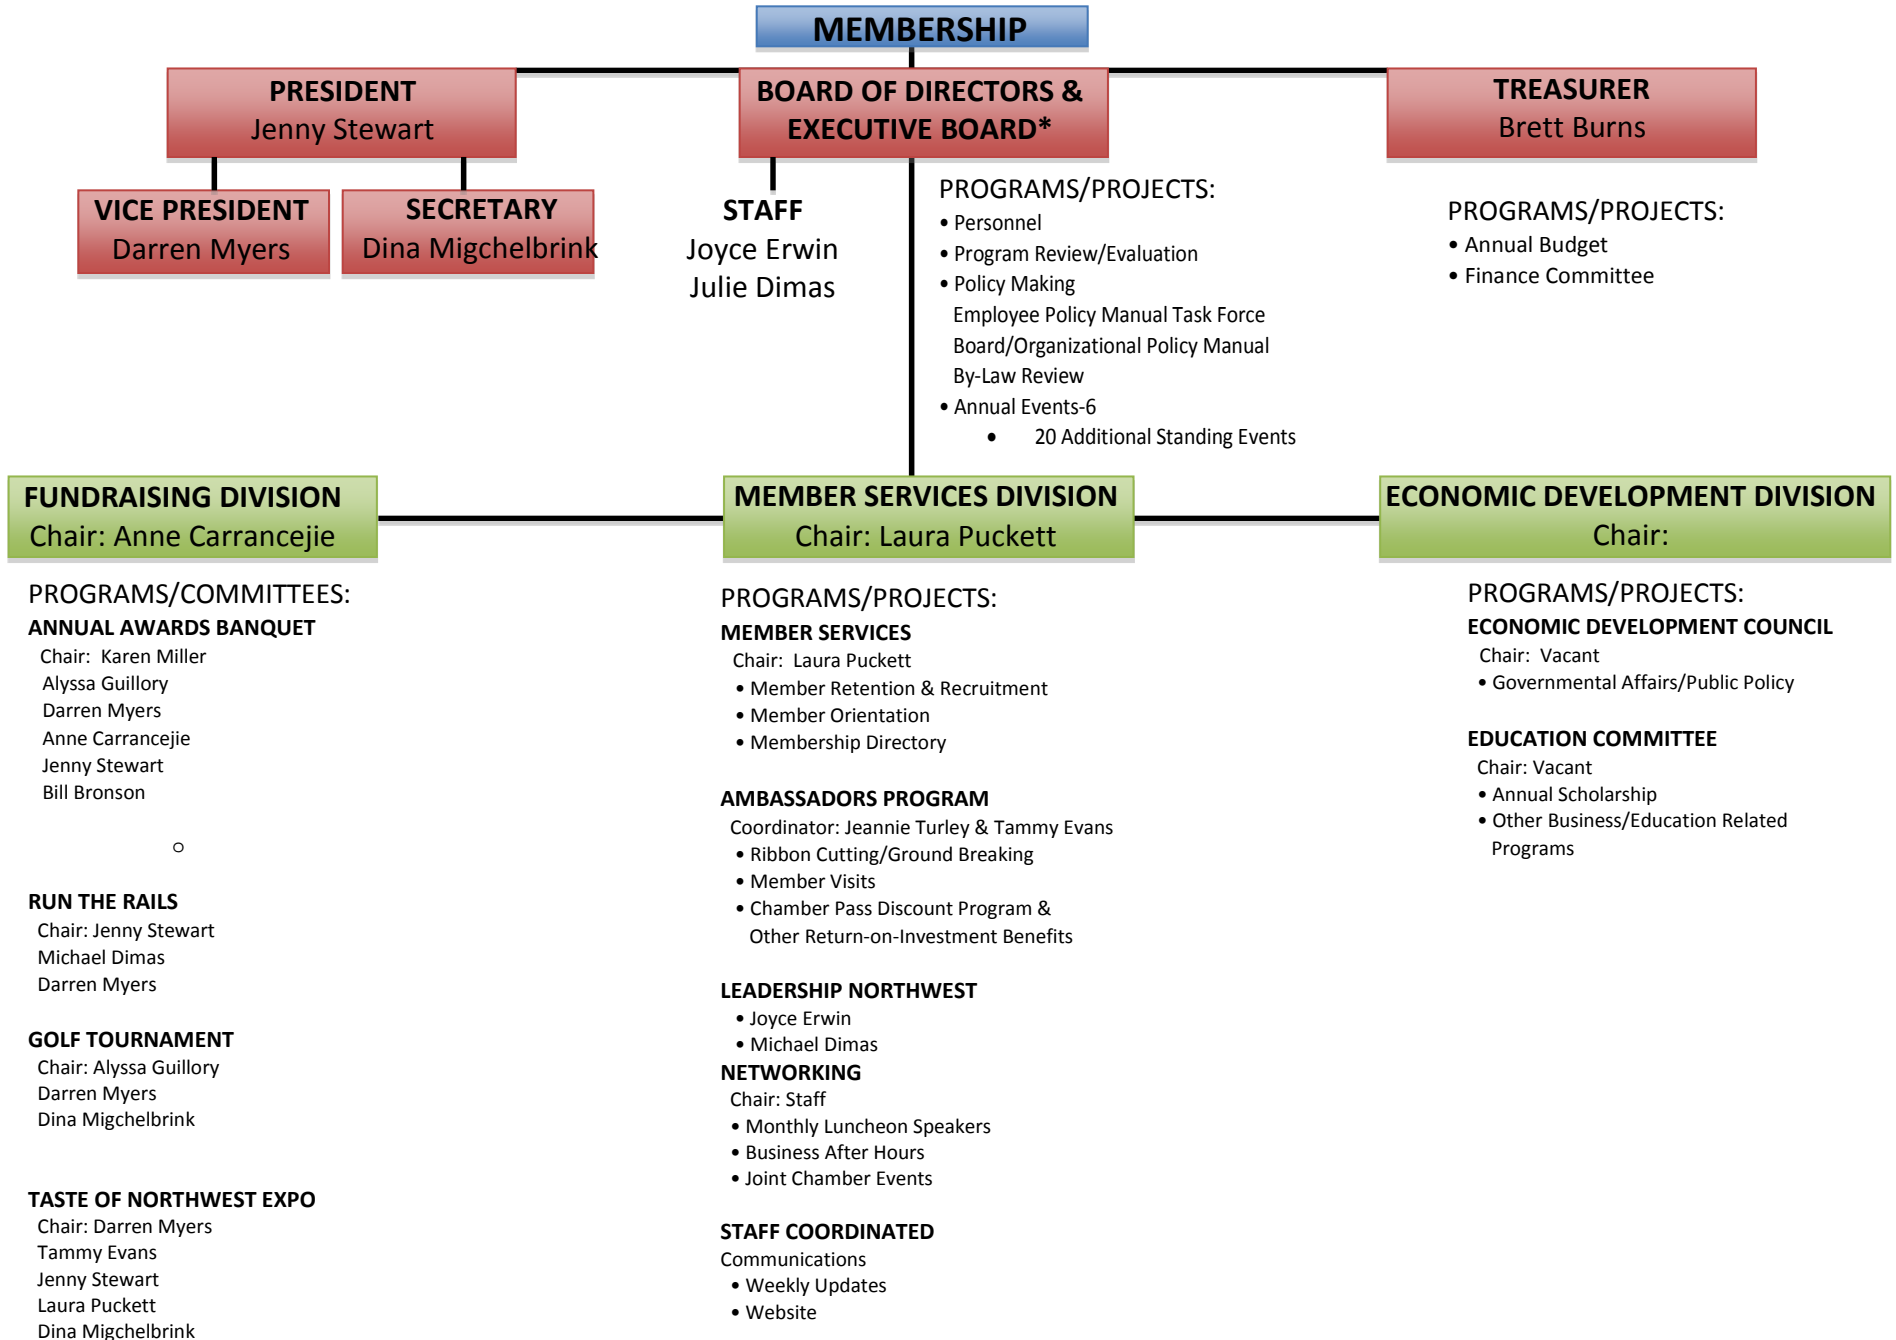 MEMBERSHIP
PRESIDENT
Jenny Stewart
BOARD OF DIRECTORS &
EXECUTIVE BOARD*
TREASURER
Brett Burns
VICE PRESIDENT
Darren Myers
SECRETARY
Dina Migchelbrink
STAFF
Joyce Erwin
Julie Dimas
PROGRAMS/PROJECTS:
• Personnel
• Program Review/Evaluation
• Policy Making
Employee Policy Manual Task Force
Board/Organizational Policy Manual
By-Law Review
• Annual Events-6
• 20 Additional Standing Events
PROGRAMS/PROJECTS:
• Annual Budget
• Finance Committee
FUNDRAISING DIVISION
Chair: Anne Carrancejie
PROGRAMS/COMMITTEES:
ANNUAL AWARDS BANQUET
Chair:  Karen Miller
Alyssa Guillory
Darren Myers
Anne Carrancejie
Jenny Stewart
Bill Bronson
○
RUN THE RAILS
Chair: Jenny Stewart
Michael Dimas
Darren Myers
GOLF TOURNAMENT
Chair: Alyssa Guillory
Darren Myers
Dina Migchelbrink
TASTE OF NORTHWEST EXPO
Chair: Darren Myers
Tammy Evans
Jenny Stewart
Laura Puckett
Dina Migchelbrink
MEMBER SERVICES DIVISION
Chair: Laura Puckett
PROGRAMS/PROJECTS:
MEMBER SERVICES
Chair:  Laura Puckett
• Member Retention & Recruitment
• Member Orientation
• Membership Directory
AMBASSADORS PROGRAM
Coordinator: Jeannie Turley & Tammy Evans
• Ribbon Cutting/Ground Breaking
• Member Visits
• Chamber Pass Discount Program &
Other Return-on-Investment Benefits
LEADERSHIP NORTHWEST
• Joyce Erwin
• Michael Dimas
NETWORKING
Chair: Staff
• Monthly Luncheon Speakers
• Business After Hours
• Joint Chamber Events
STAFF COORDINATED
Communications
• Weekly Updates
• Website
ECONOMIC DEVELOPMENT DIVISION
Chair:
PROGRAMS/PROJECTS:
ECONOMIC DEVELOPMENT COUNCIL
Chair:  Vacant
• Governmental Affairs/Public Policy
EDUCATION COMMITTEE
Chair: Vacant
• Annual Scholarship
• Other Business/Education Related
Programs